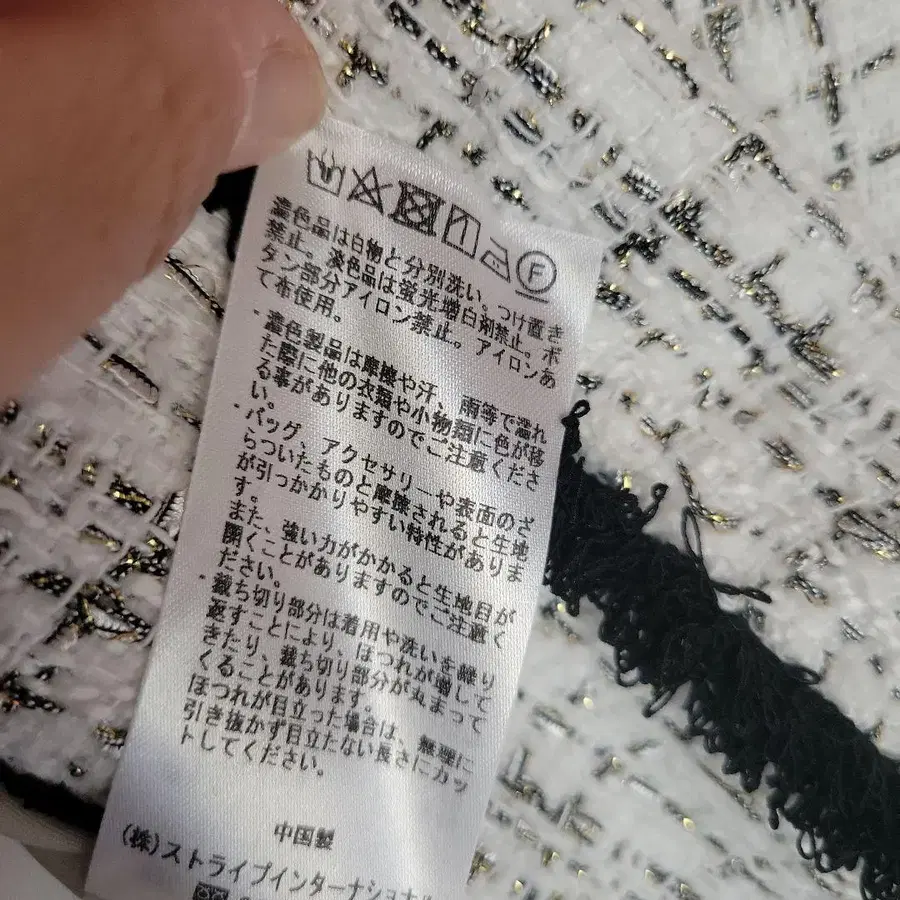 F
濃色品は白物と分別洗い。つけ置き
禁止。淡色品は蛍光増白剤禁止。ボ
タン部分アイロン禁止。アイロンあ
て布使用。
・濃色製品は摩擦や汗、雨等で濡れ
た際に他の衣類や小物類に色が移
る事がありますのでご注意くださ
い。
・バッグ、アクセサリーや表面のざ
らついたものと摩擦されると生地
が引っかかりやすい特性がありま
す。
また、強い力がかかると生地目が
開くことがありますのでご注意く
ださい。
・裁ち切り部分は着用や洗いを繰り
返すことにより、ほつれが増して
きたり、裁ち切り部分が丸まって
くることがあります。
ほつれが目立った場合は、無理に
引き抜かず目立たない長さにカッ
トしてください。
中国製
(株)ストライプインターナショナル